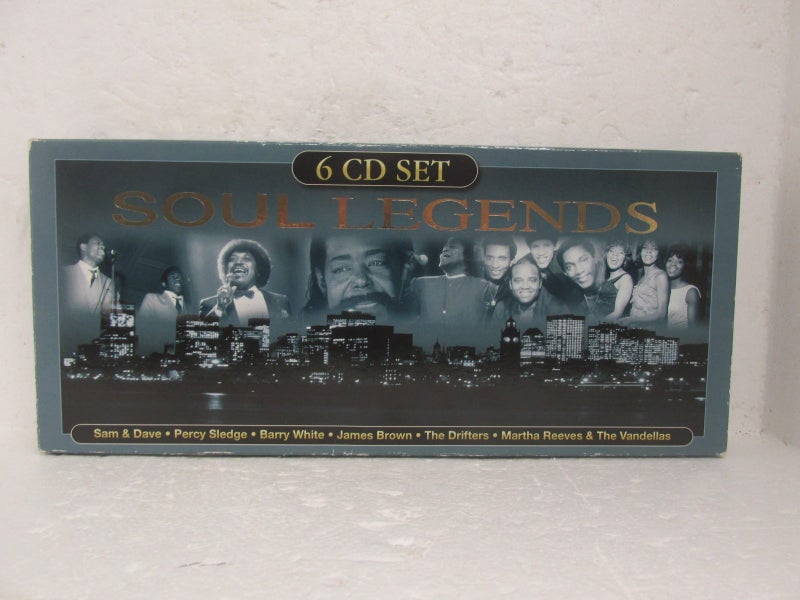 6 CD SET
SOUL LEGENDS
Sam & Dave • Percy Sledge • Barry White • James Brown • The Drifters • Martha Reeves & The Vandellas